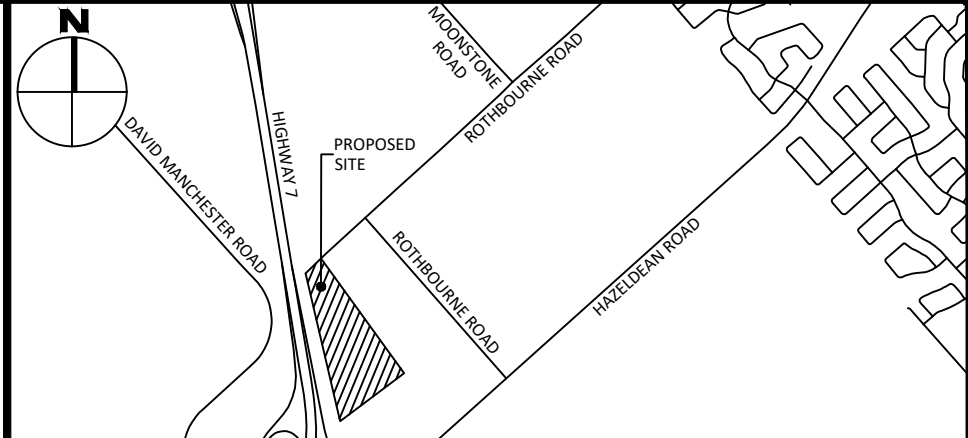 N
MOONSTONE
ROAD
ROTHBOURNE ROAD
HIGHWAY 7
DAVID MANCHESTER ROAD
PROPOSED
SITE
ROTHBOURNE ROAD
HAZELDEAN ROAD